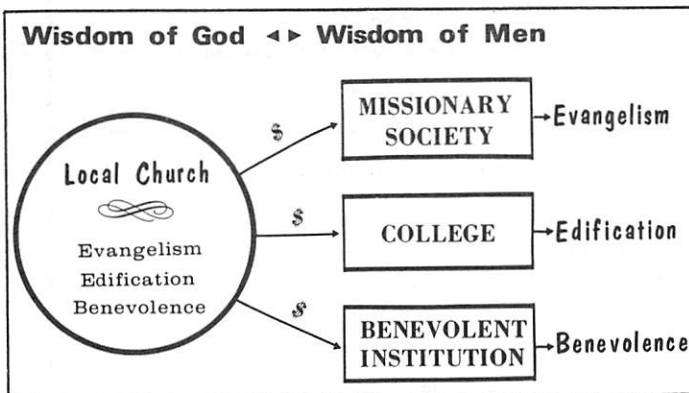 Wisdom of God ◄ ► Wisdom of Men
Local Church
Evangelism
Edification
Benevolence
$
MISSIONARY
SOCIETY
Evangelism
$
COLLEGE
Edification
$
BENEVOLENT
INSTITUTION
Benevolence